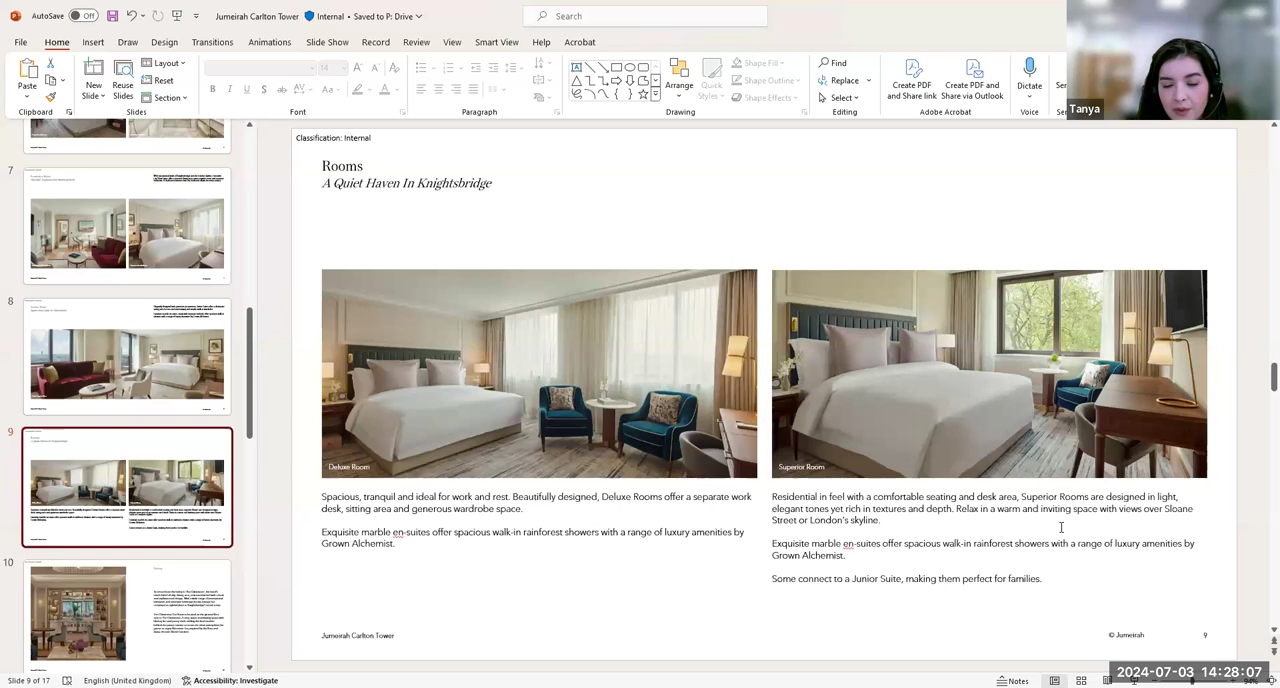 AutoSave
Off
Jumeirah Carlton Tower
Internal • Saved to P: Drive
Search
File
Home
Insert
Draw
Design
Transitions
Animations
Slide Show
Record
Review
View
Smart View
Help
Acrobat
Paste
New
Slide
Reuse
Slides
Layout
Reset
Section
14
Shape Fill
Shape Outline
Shape Effects
Arrange
Quick
Styles
Find
Replace
Select
Create PDF
and Share link
Create PDF and
Share via Outlook
Dictate
Clipboard
Slides
Font
Paragraph
Drawing
Editing
Adobe Acrobat
Voice
Tanya
7
8
9
10
Classification: Internal
Rooms
A Quiet Haven In Knightsbridge
Deluxe Room
Superior Room
Spacious, tranquil and ideal for work and rest. Beautifully designed, Deluxe Rooms offer a separate work
desk, sitting area and generous wardrobe space.
Exquisite marble en-suites offer spacious walk-in rainforest showers with a range of luxury amenities by
Grown Alchemist.
Residential in feel with a comfortable seating and desk area, Superior Rooms are designed in light,
elegant tones yet rich in textures and depth. Relax in a warm and inviting space with views over Sloane
Street or London's skyline.
Exquisite marble en-suites offer spacious walk-in rainforest showers with a range of luxury amenities by
Grown Alchemist.
Some connect to a Junior Suite, making them perfect for families.
Jumeirah Carlton Tower
© Jumeirah
9
Slide 9 of 17
English (United Kingdom)
Accessibility: Investigate
Notes
2024-07-03 14:28:07